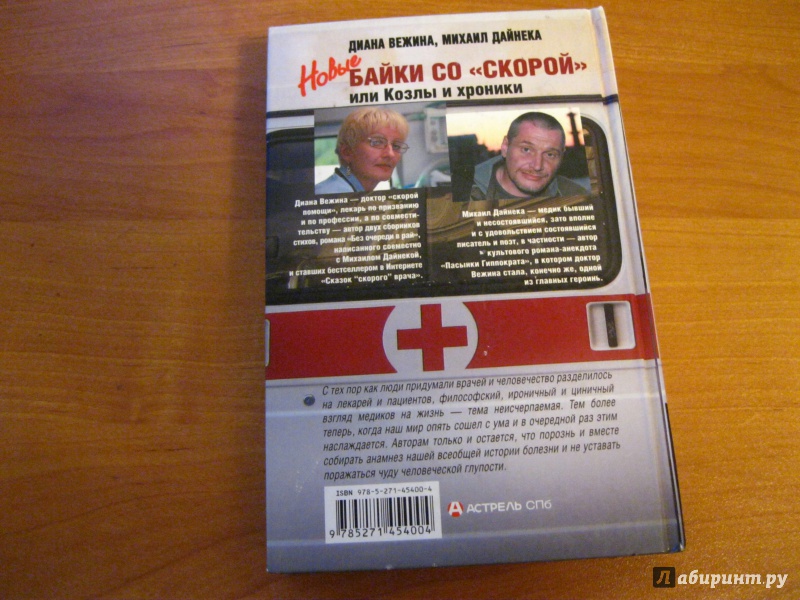 ДИАНА ВЕЖИНА, МИХАИЛ ДАЙНЕКА
Новые БАЙКИ СО «СКОРОЙ»
или Козлы и хроники
Диана Вежина — доктор "скорой
помощи", лекарь по призванию
и по профессии, а по совмести-
тельству — автор двух сборников
стихов, романа «Без очереди в рай»,
написанного совместно
с Михаилом Дайнекой,
и ставших бестселлером в Интернете
«Сказок "скорого" врача».
Михаил Дайнека — медик бывший
и несостоявшийся, зато вполне
и с удовольствием состоявшийся
писатель и поэт, в частности — автор
культового романа-анекдота
«Пасынки Гиппократа», в котором доктор
Вежина стала, конечно же, одной
из главных героинь.
С тех пор как люди придумали врачей и человечество разделилось
на лекарей и пациентов, философский, ироничный и циничный
взгляд медиков на жизнь — тема неисчерпаемая. Тем более
теперь, когда наш мир опять сошел с ума и в очередной раз этим
наслаждается. Авторам только и остается, что порознь и вместе
собирать анамнез нашей всеобщей истории болезни и не уставать
поражаться чуду человеческой глупости.
ISBN 978-5-271-45400-4
9 785271 454004
АСТРЕЛЬ СПб
Лабиринт.ру